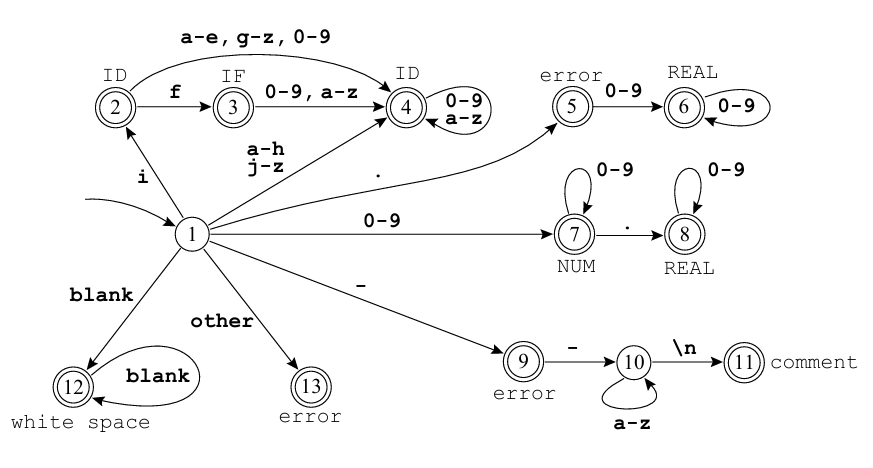 a-e, g-z, 0-9
ID
IF
ID
error
REAL
2
f
3
0-9, a-z
4
0-9
a-z
5
0-9
6
0-9
a-h
j-z
i
.
0-9
0-9
1
0-9
7
.
8
NUM
REAL
blank
other
-
9
-
10
\n
11
comment
error
a-z
12
blank
13
white space
error